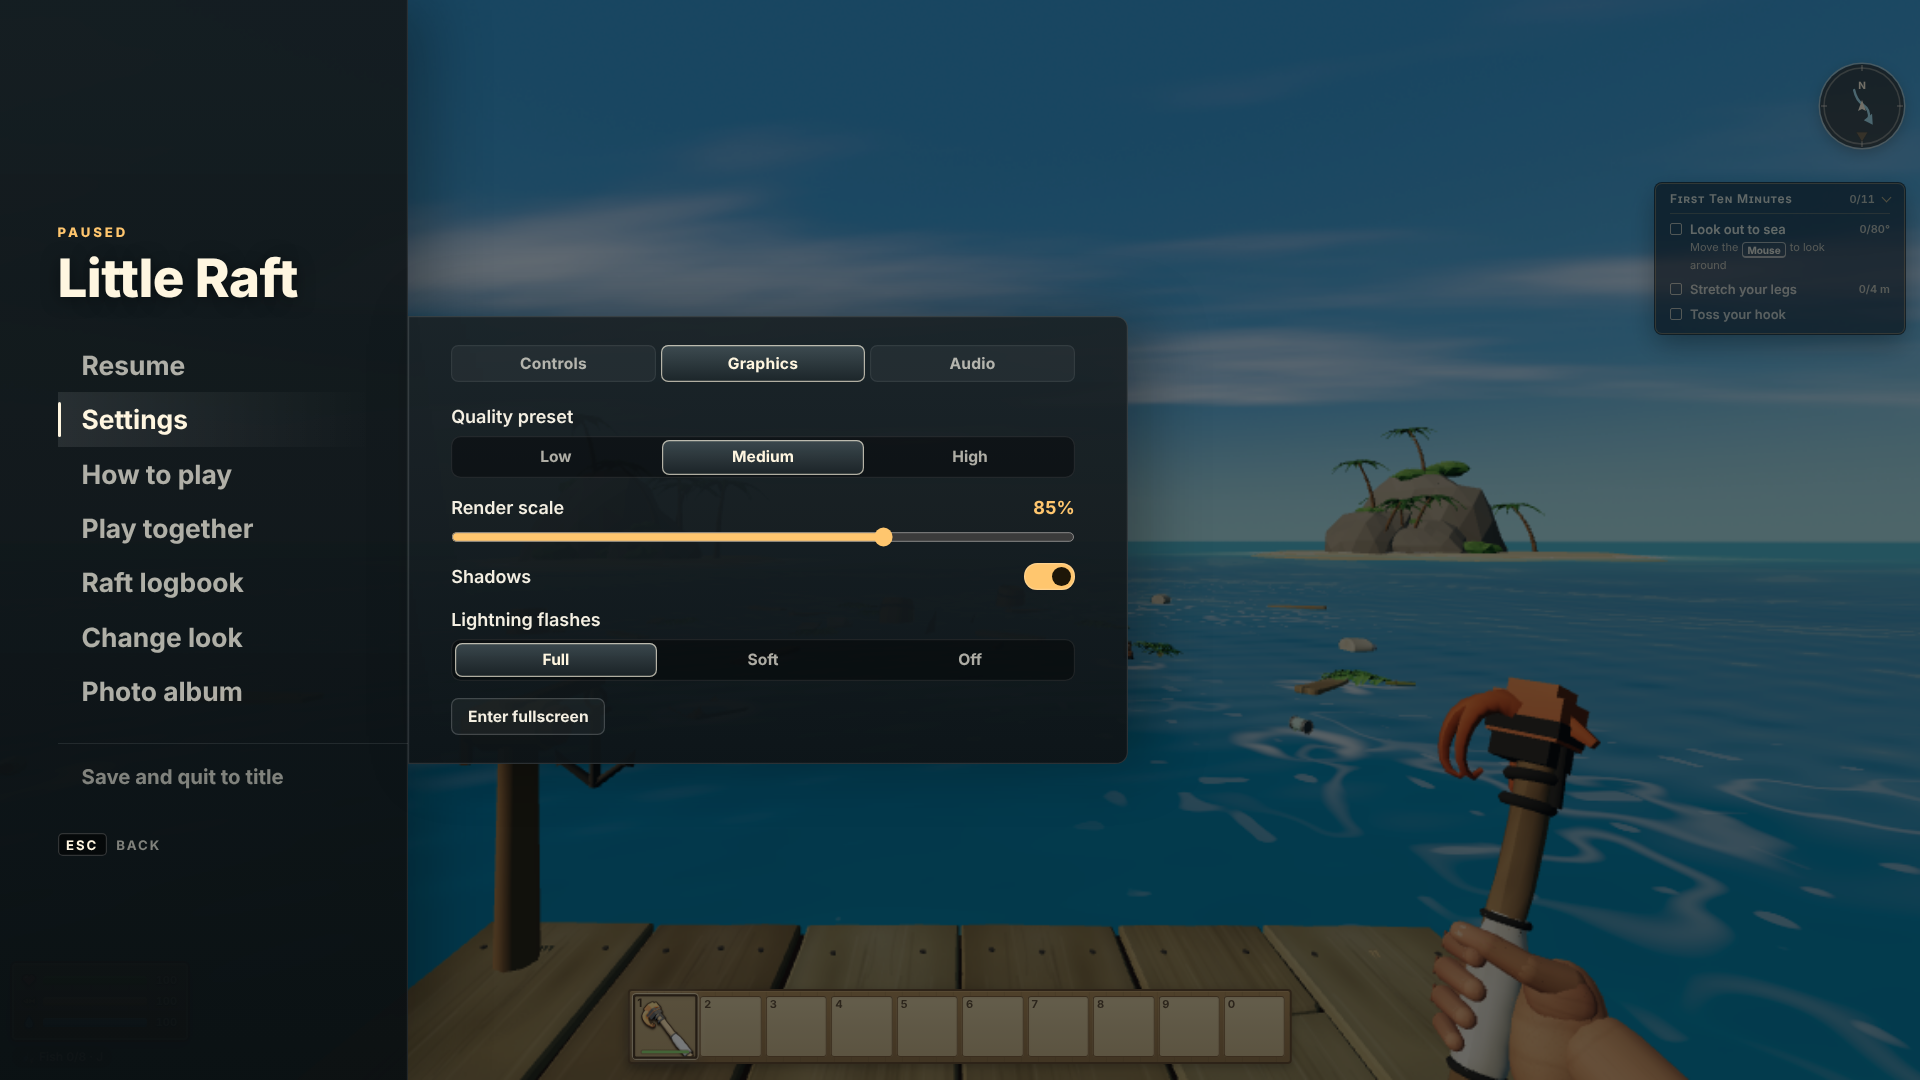 PAUSED
Little Raft
Resume
Settings
How to play
Play together
Raft logbook
Change look
Photo album
Save and quit to title
ESC BACK
Controls Graphics Audio
Quality preset
Low Medium High
Render scale 85%
Shadows
Lightning flashes
Full Soft Off
Enter fullscreen
N
First Ten Minutes 0/11
Look out to sea 0/80°
Move the Mouse to look
around
Stretch your legs 0/4 m
Toss your hook
1 2 3 4 5 6 7 8 9 0